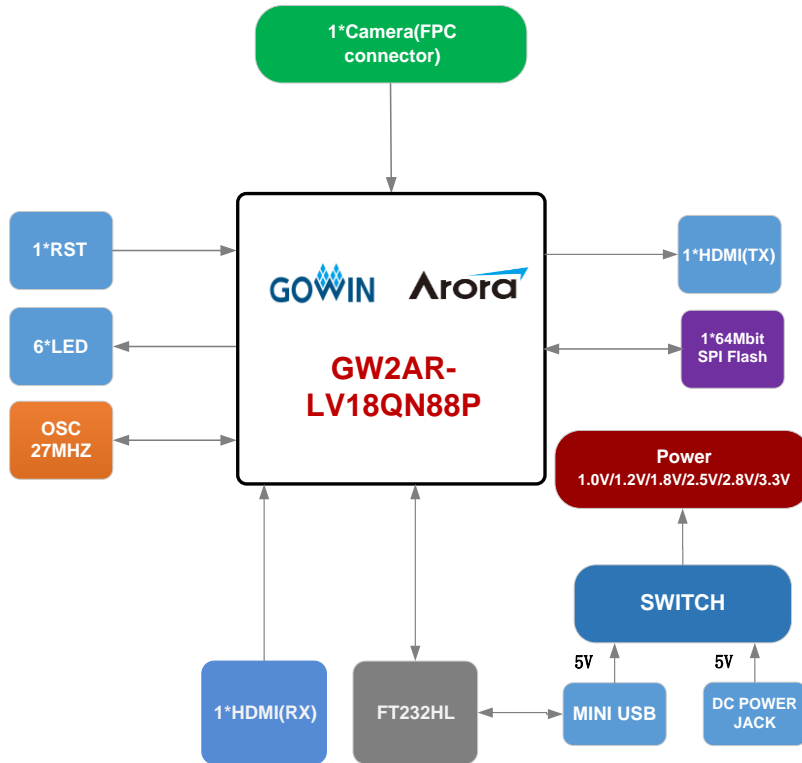 1*Camera(FPC
connector)
1*RST
6*LED
OSC
27MHZ
GOWIN
Arora
GW2AR-
LV18QN88P
1*HDMI(TX)
1*64Mbit
SPI Flash
Power
1.0V/1.2V/1.8V/2.5V/2.8V/3.3V
SWITCH
5V
5V
1*HDMI(RX)
FT232HL
MINI USB
DC POWER
JACK